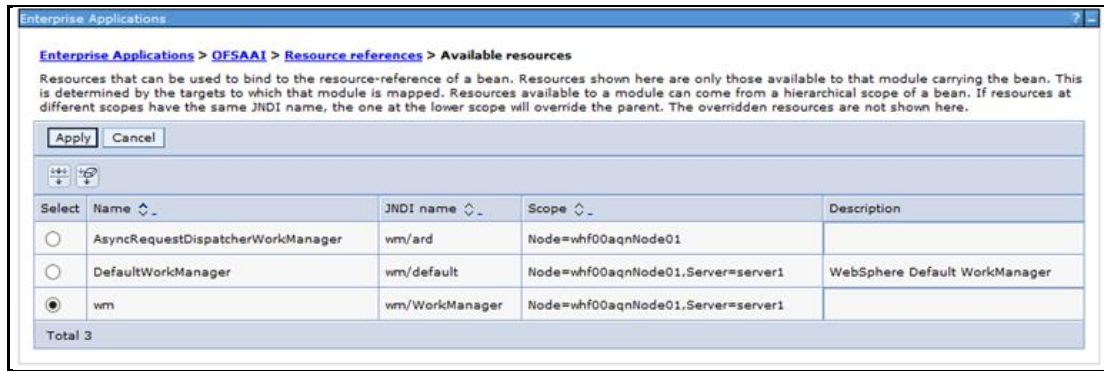 Enterprise Applications ? -
Enterprise Applications > OFSAAI > Resource references > Available resources
Resources that can be used to bind to the resource-reference of a bean. Resources shown here are only those available to that module carrying the bean. This
is determined by the targets to which that module is mapped. Resources available to a module can come from a hierarchical scope of a bean. If resources at
different scopes have the same JNDI name, the one at the lower scope will override the parent. The overridden resources are not shown here.
Apply Cancel
Select Name JNDI name Scope Description
AsyncRequestDispatcherWorkManager wm/ard Node=whf00aqnNode01
DefaultWorkManager wm/default Node=whf00aqnNode01,Server=server1 WebSphere Default WorkManager
wm wm/WorkManager Node=whf00aqnNode01,Server=server1
Total 3